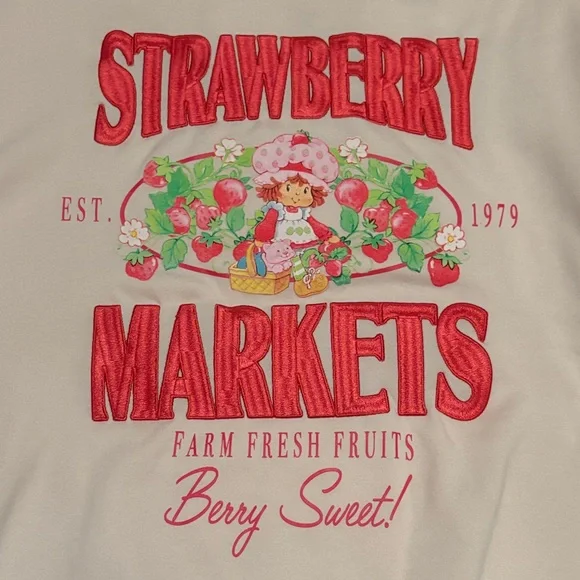 STRAWBERRY
EST. 1979
MARKETS
FARM FRESH FRUITS
Berry Sweet!